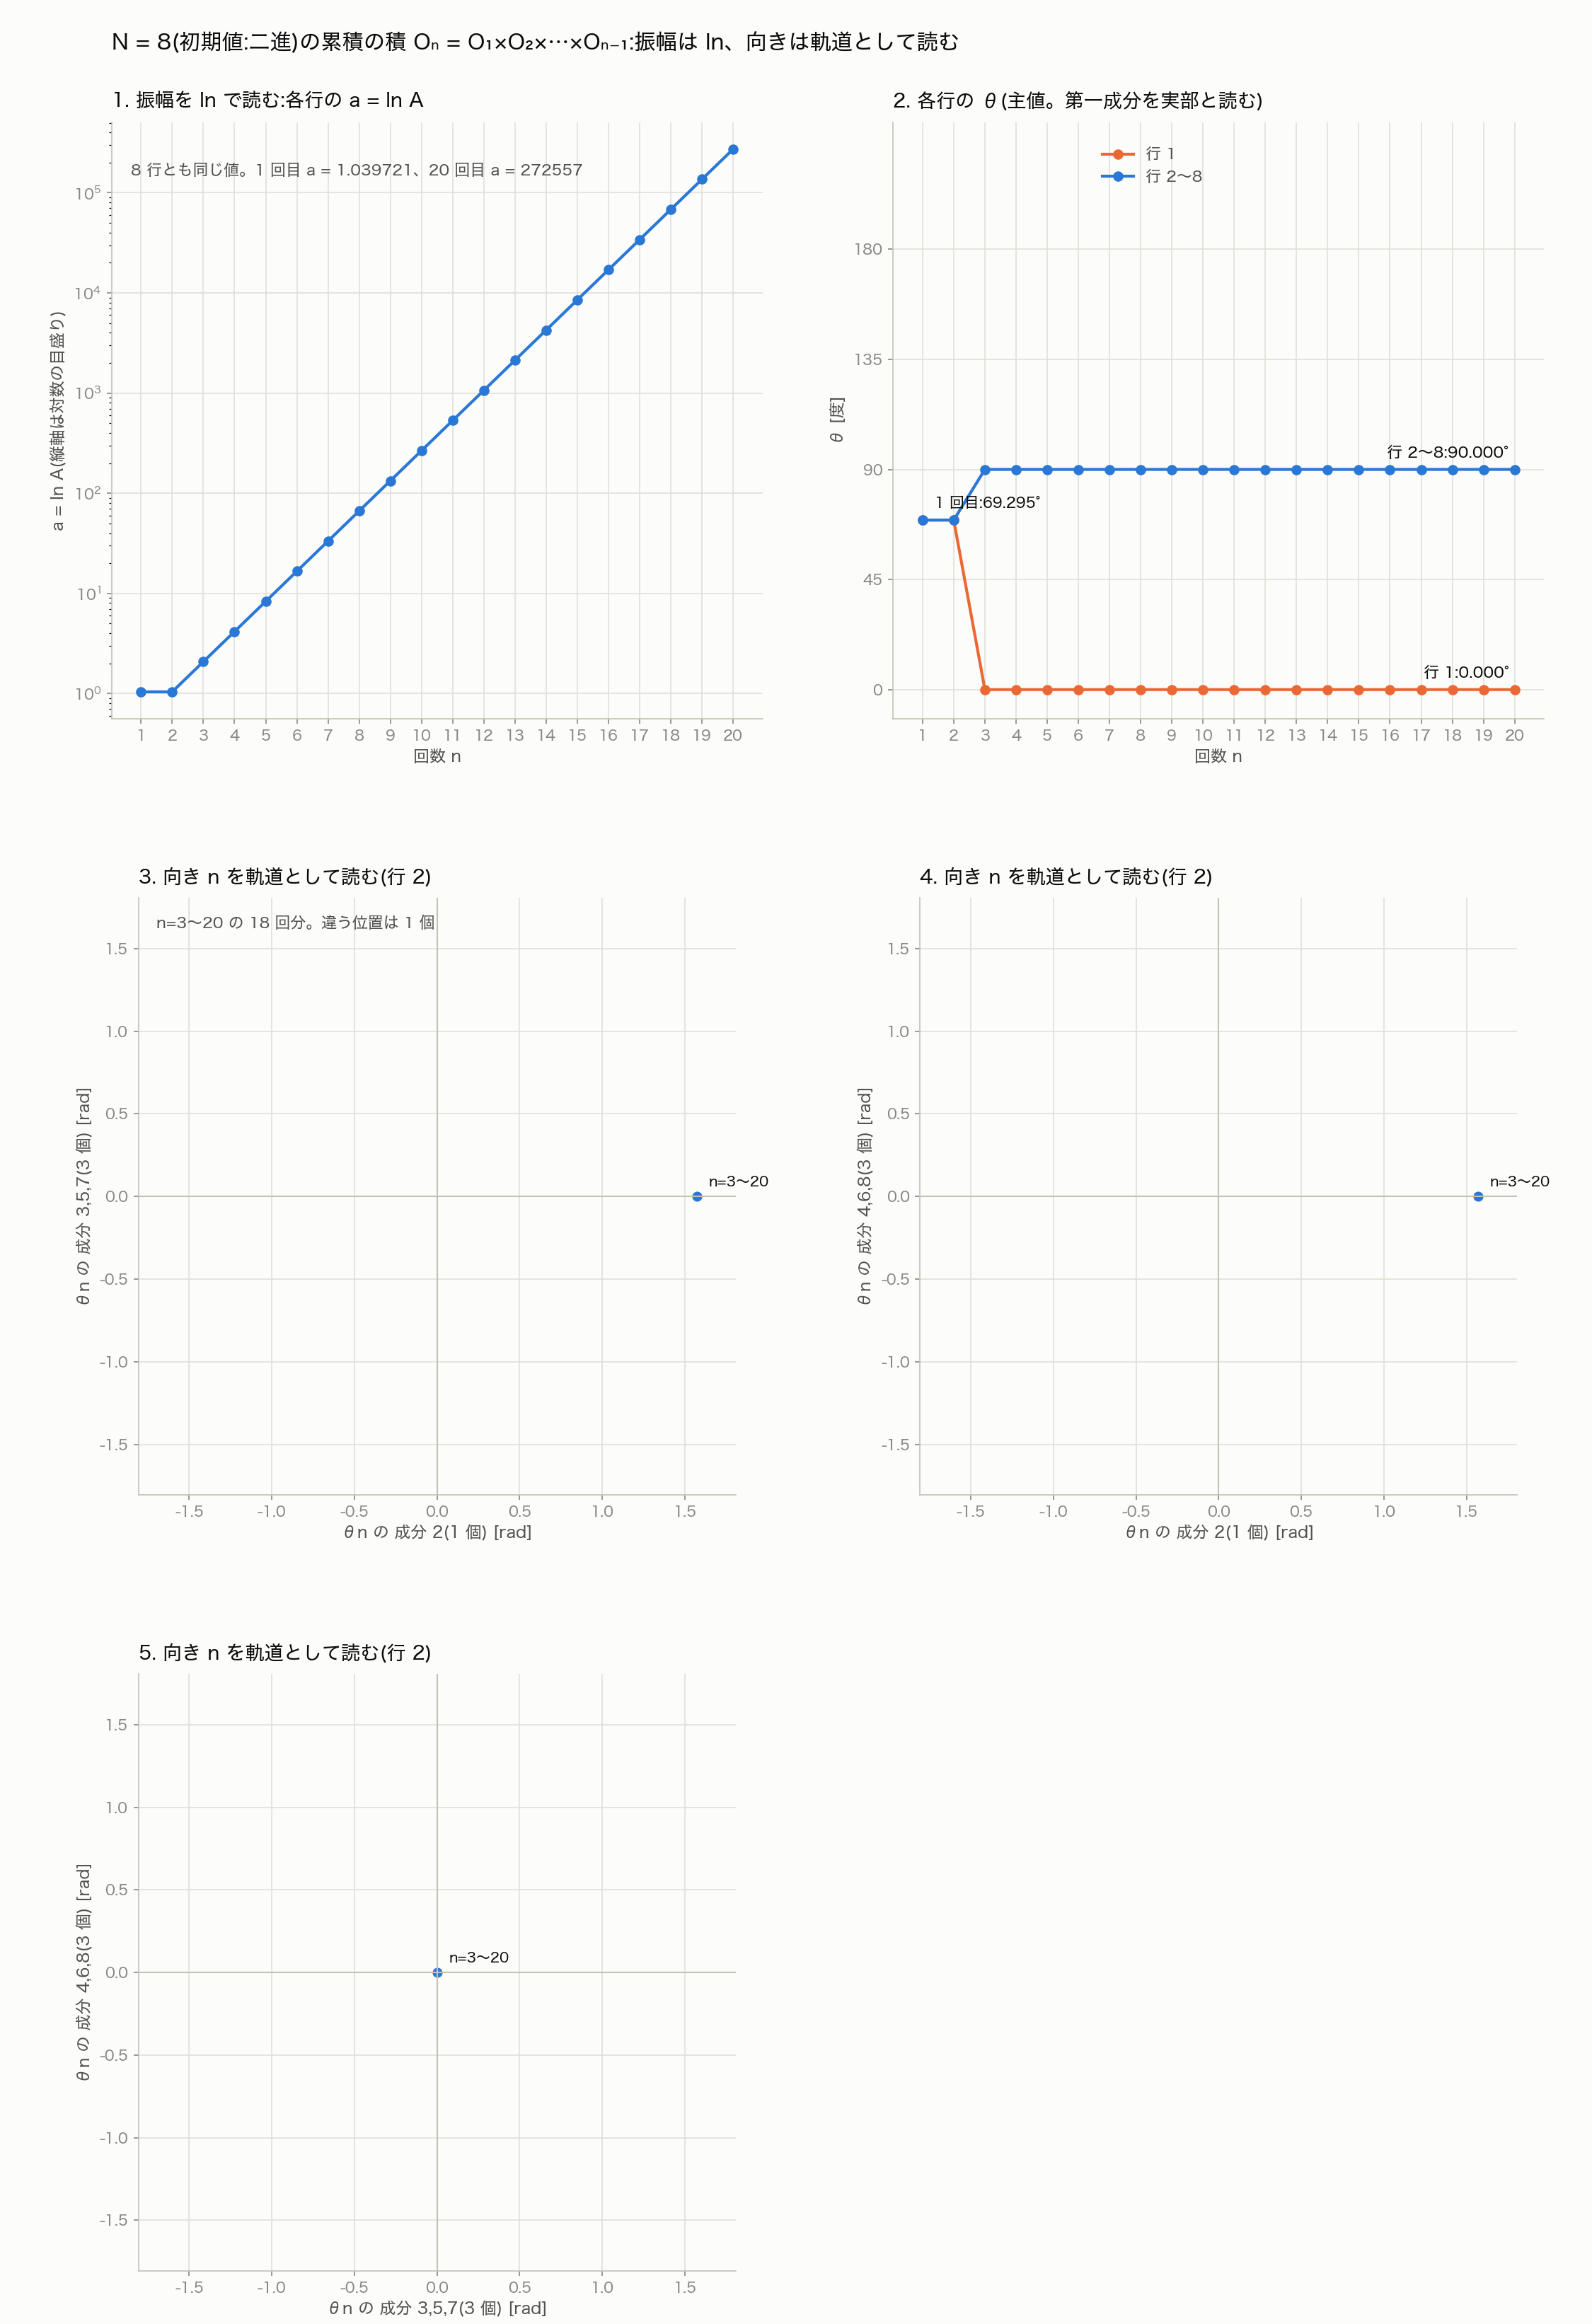 N = 8(初期値:二進)の累積の積 Oₙ = O₁×O₂×⋯×Oₙ₋₁:振幅は ln、向きは軌道として読む
1. 振幅を ln で読む:各行の a = ln A
8 行とも同じ値。1 回目 a = 1.039721、20 回目 a = 272557
a = ln A(縦軸は対数の目盛り)
10⁵
10⁴
10³
10²
10¹
10⁰
1 2 3 4 5 6 7 8 9 10 11 12 13 14 15 16 17 18 19 20
回数 n
2. 各行の θ(主値。第一成分を実部と読む)
行 1
行 2〜8
θ [度]
180
135
90
45
0
行 2〜8:90.000°
1 回目:69.295°
行 1:0.000°
1 2 3 4 5 6 7 8 9 10 11 12 13 14 15 16 17 18 19 20
回数 n
3. 向き n を軌道として読む(行 2)
n=3〜20 の 18 回分。違う位置は 1 個
θn の 成分 3,5,7(3 個) [rad]
1.5
1.0
0.5
0.0
-0.5
-1.0
-1.5
n=3〜20
-1.5 -1.0 -0.5 0.0 0.5 1.0 1.5
θn の 成分 2(1 個) [rad]
4. 向き n を軌道として読む(行 2)
θn の 成分 4,6,8(3 個) [rad]
1.5
1.0
0.5
0.0
-0.5
-1.0
-1.5
n=3〜20
-1.5 -1.0 -0.5 0.0 0.5 1.0 1.5
θn の 成分 2(1 個) [rad]
5. 向き n を軌道として読む(行 2)
θn の 成分 4,6,8(3 個) [rad]
1.5
1.0
0.5
0.0
-0.5
-1.0
-1.5
n=3〜20
-1.5 -1.0 -0.5 0.0 0.5 1.0 1.5
θn の 成分 3,5,7(3 個) [rad]